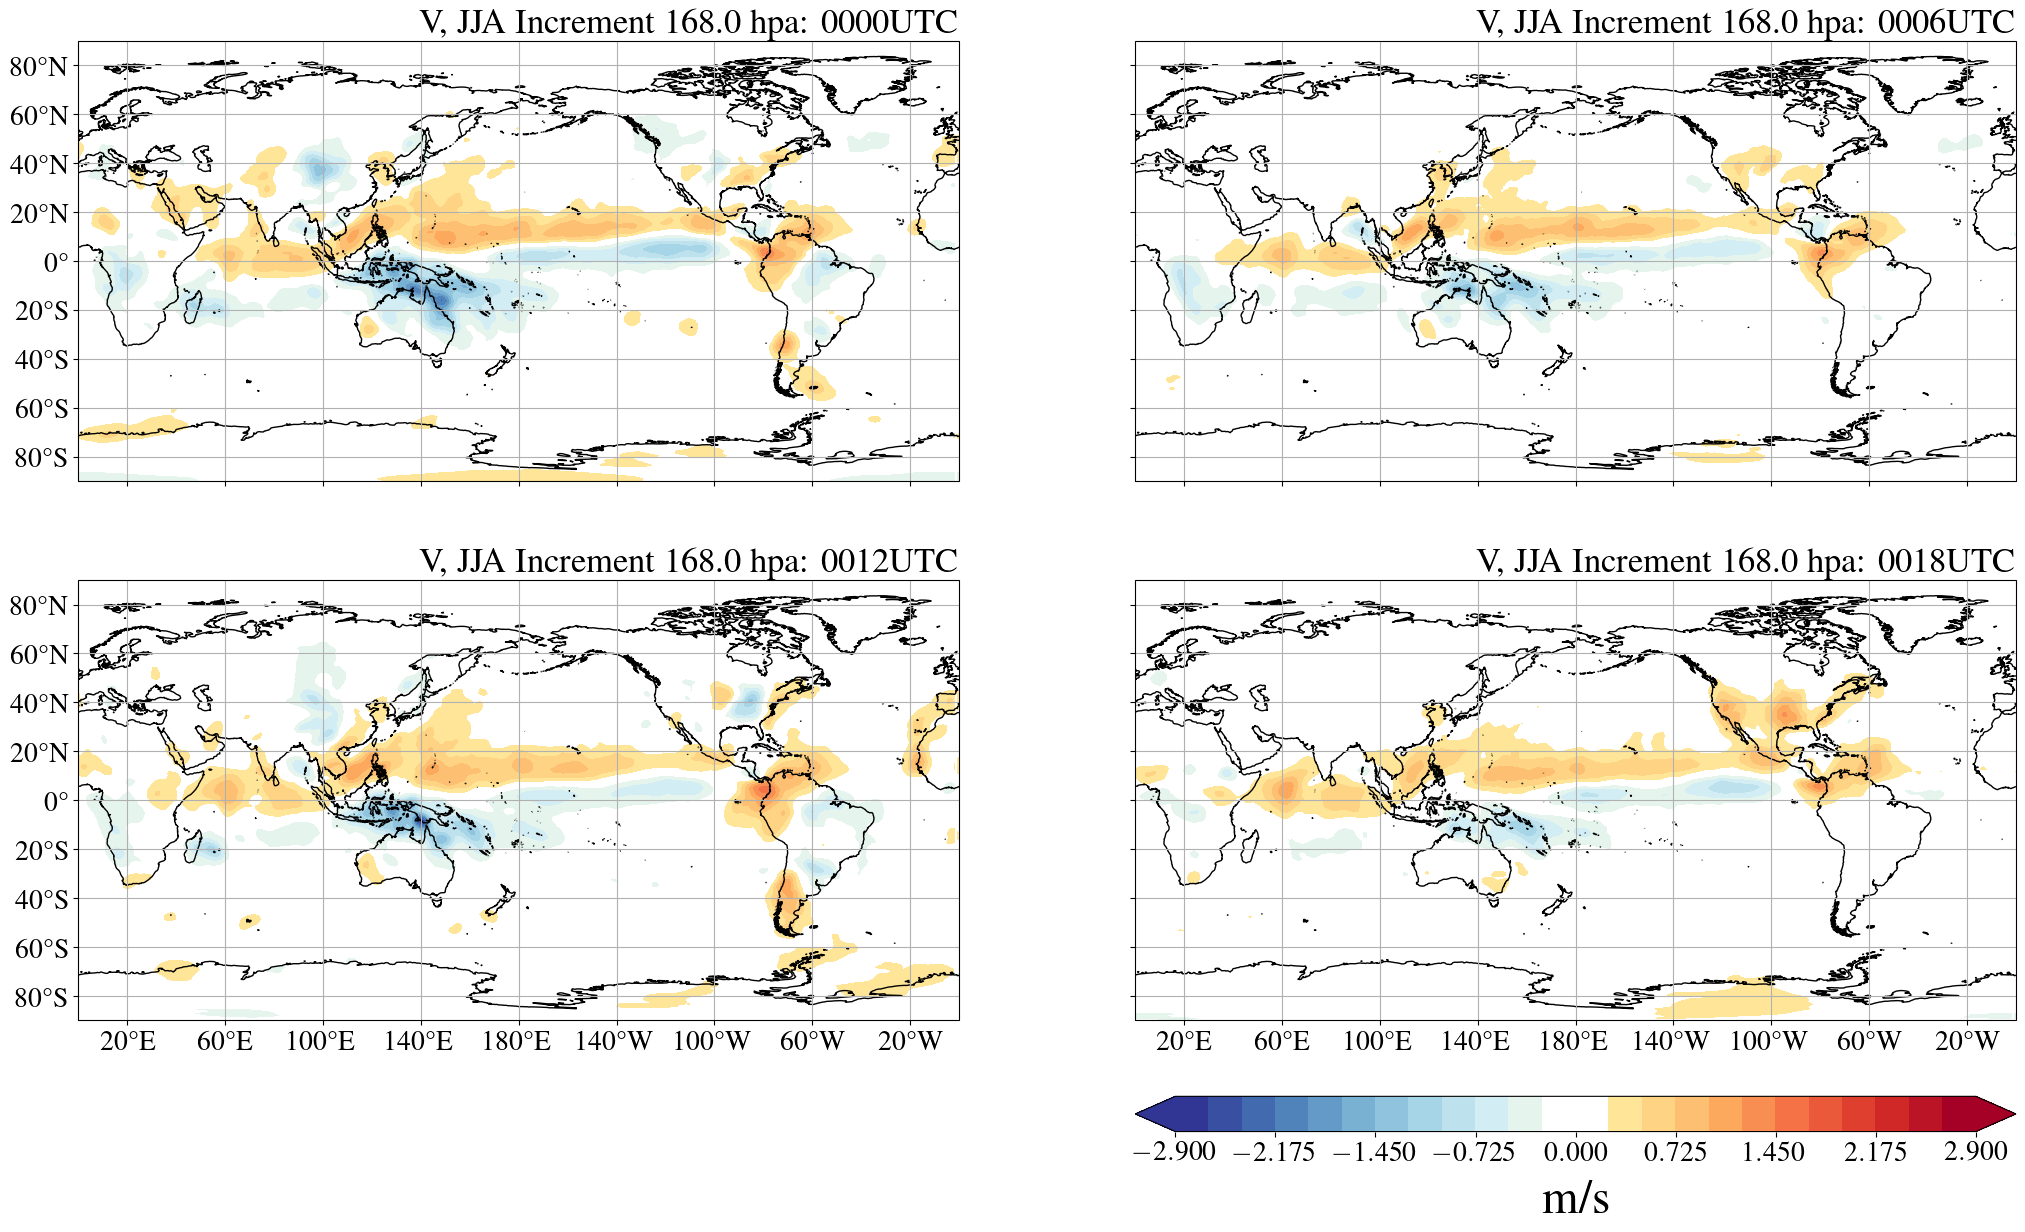 V, JJA Increment 168.0 hpa: 0000UTC
V, JJA Increment 168.0 hpa: 0006UTC
80°N
60°N
40°N
20°N
0°
20°S
40°S
60°S
80°S
V, JJA Increment 168.0 hpa: 0012UTC
V, JJA Increment 168.0 hpa: 0018UTC
80°N
60°N
40°N
20°N
0°
20°S
40°S
60°S
80°S
20°E 60°E 100°E 140°E 180°E 140°W 100°W 60°W 20°W
20°E 60°E 100°E 140°E 180°E 140°W 100°W 60°W 20°W
−2.900 −2.175 −1.450 −0.725 0.000 0.725 1.450 2.175 2.900
m/s